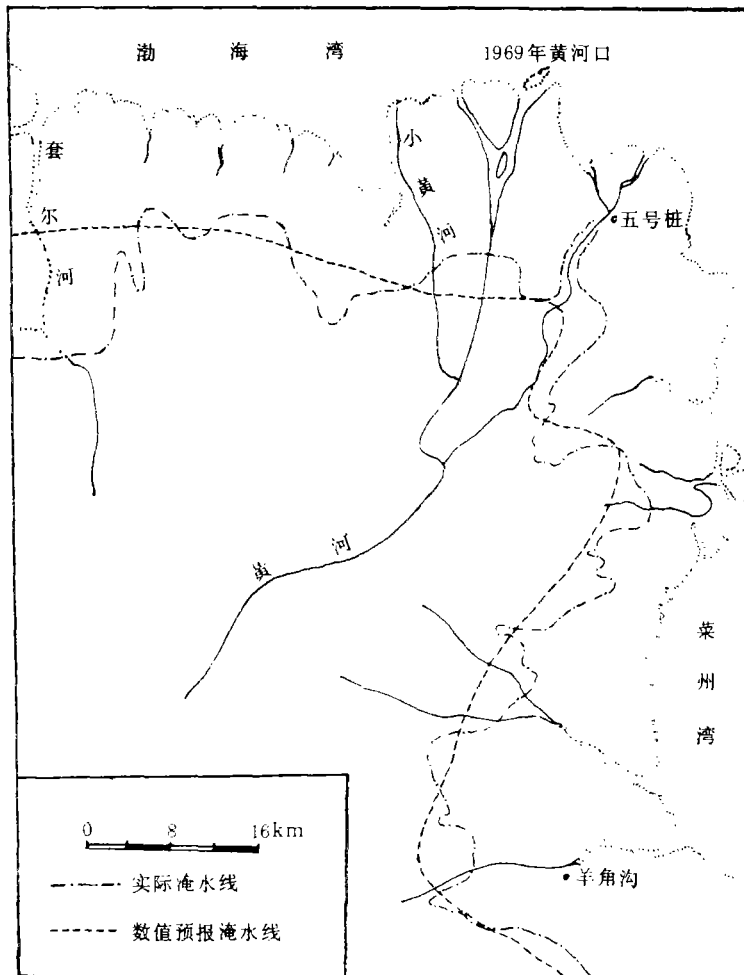 渤海湾
1969年黄河口
套尔河
小黄河
五号桩
黄河
莱州湾
0 8 16km
羊角沟
实际淹水线
数值预报淹水线